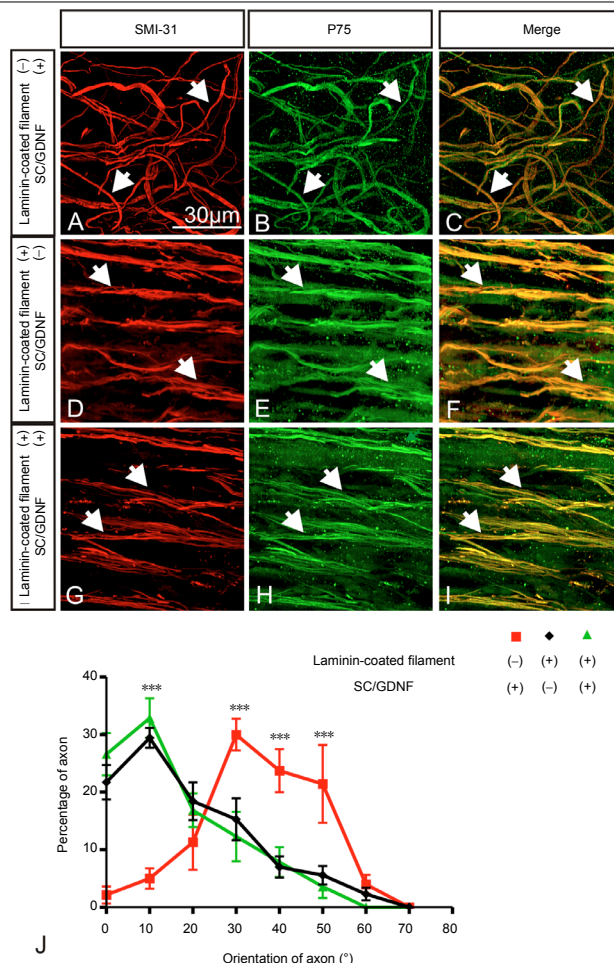 SMI-31 P75 Merge
Laminin-coated filament (−)
SC/GDNF (+)
A 30μm B C
Laminin-coated filament (+)
SC/GDNF (−)
D E F
Laminin-coated filament (+)
SC/GDNF (+)
G H I
Laminin-coated filament (−) (+) (+)
SC/GDNF (+) (−) (+)
40
30
20
10
0
*** *** *** ***
Percentage of axon
0 10 20 30 40 50 60 70 80
J
Orientation of axon (°)